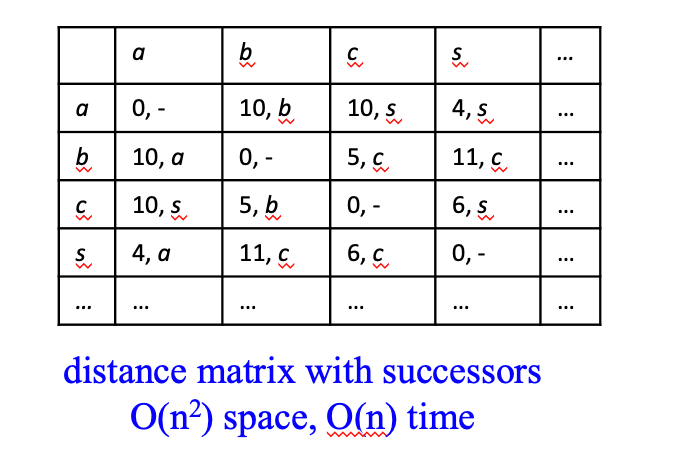 a b c s ...
a 0, - 10, b 10, s 4, s ...
b 10, a 0, - 5, c 11, c ...
c 10, s 5, b 0, - 6, s ...
s 4, a 11, c 6, c 0, - ...
... ... ... ... ...
distance matrix with successors
O(n²) space, O(n) time